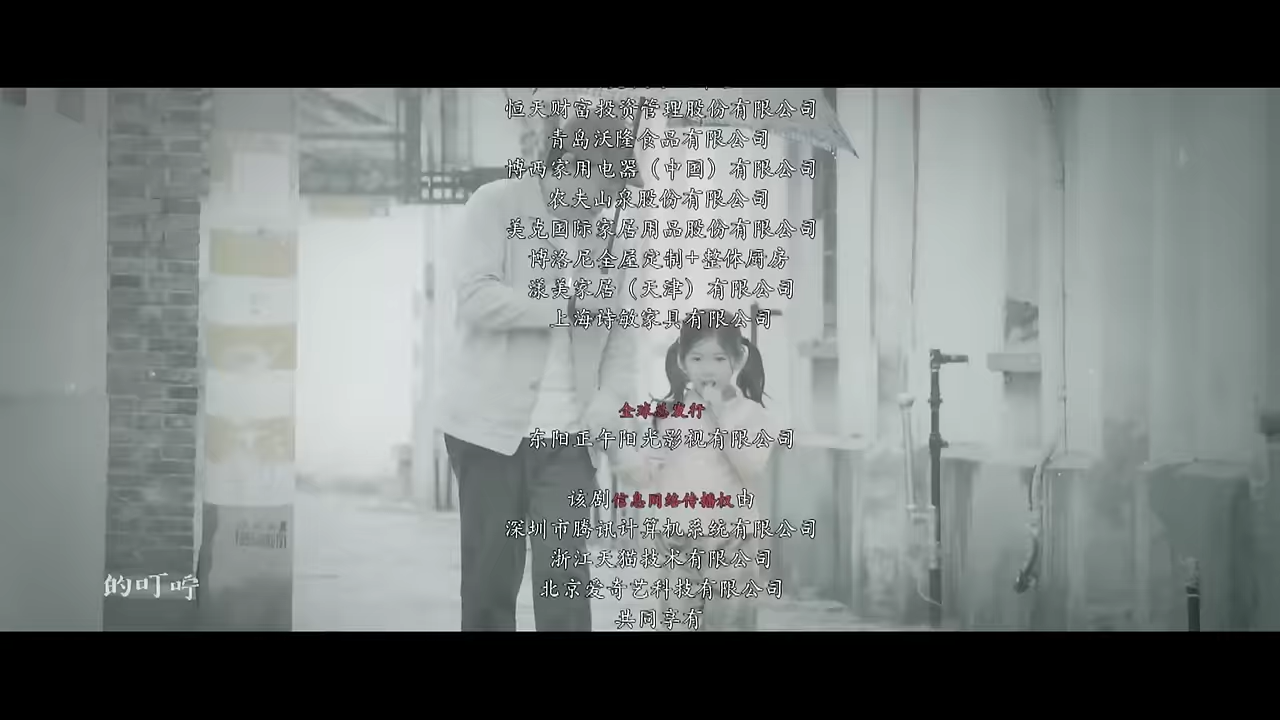 恒天财富投资管理股份有限公司
青岛沃隆食品有限公司
博西家用电器（中国）有限公司
农夫山泉股份有限公司
美克国际家居用品股份有限公司
博洛尼全屋定制+整体厨房
漾美家居（天津）有限公司
上海诗敏家具有限公司
全球总发行
东阳正午阳光影视有限公司
该剧信息网络传播权由
深圳市腾讯计算机系统有限公司
浙江天猫技术有限公司
北京爱奇艺科技有限公司
共同享有
的叮咛